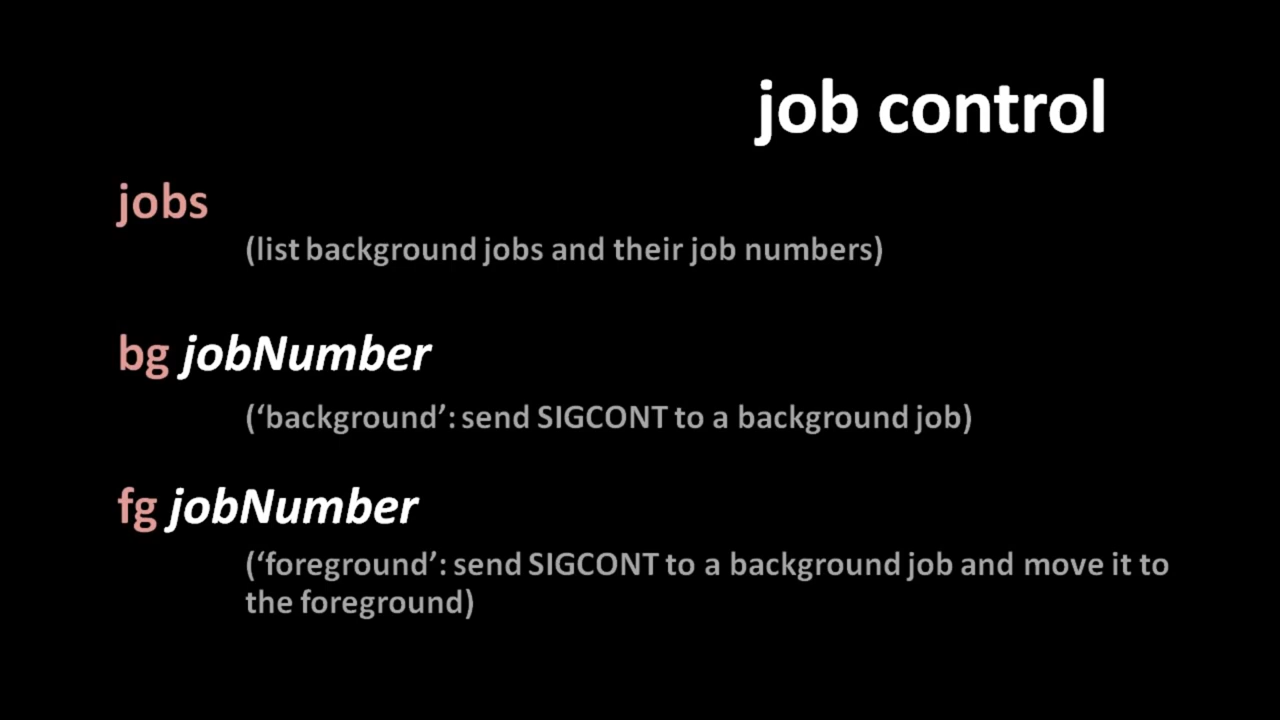 job control
jobs
(list background jobs and their job numbers)
bg jobNumber
(‘background’: send SIGCONT to a background job)
fg jobNumber
(‘foreground’: send SIGCONT to a background job and move it to
the foreground)